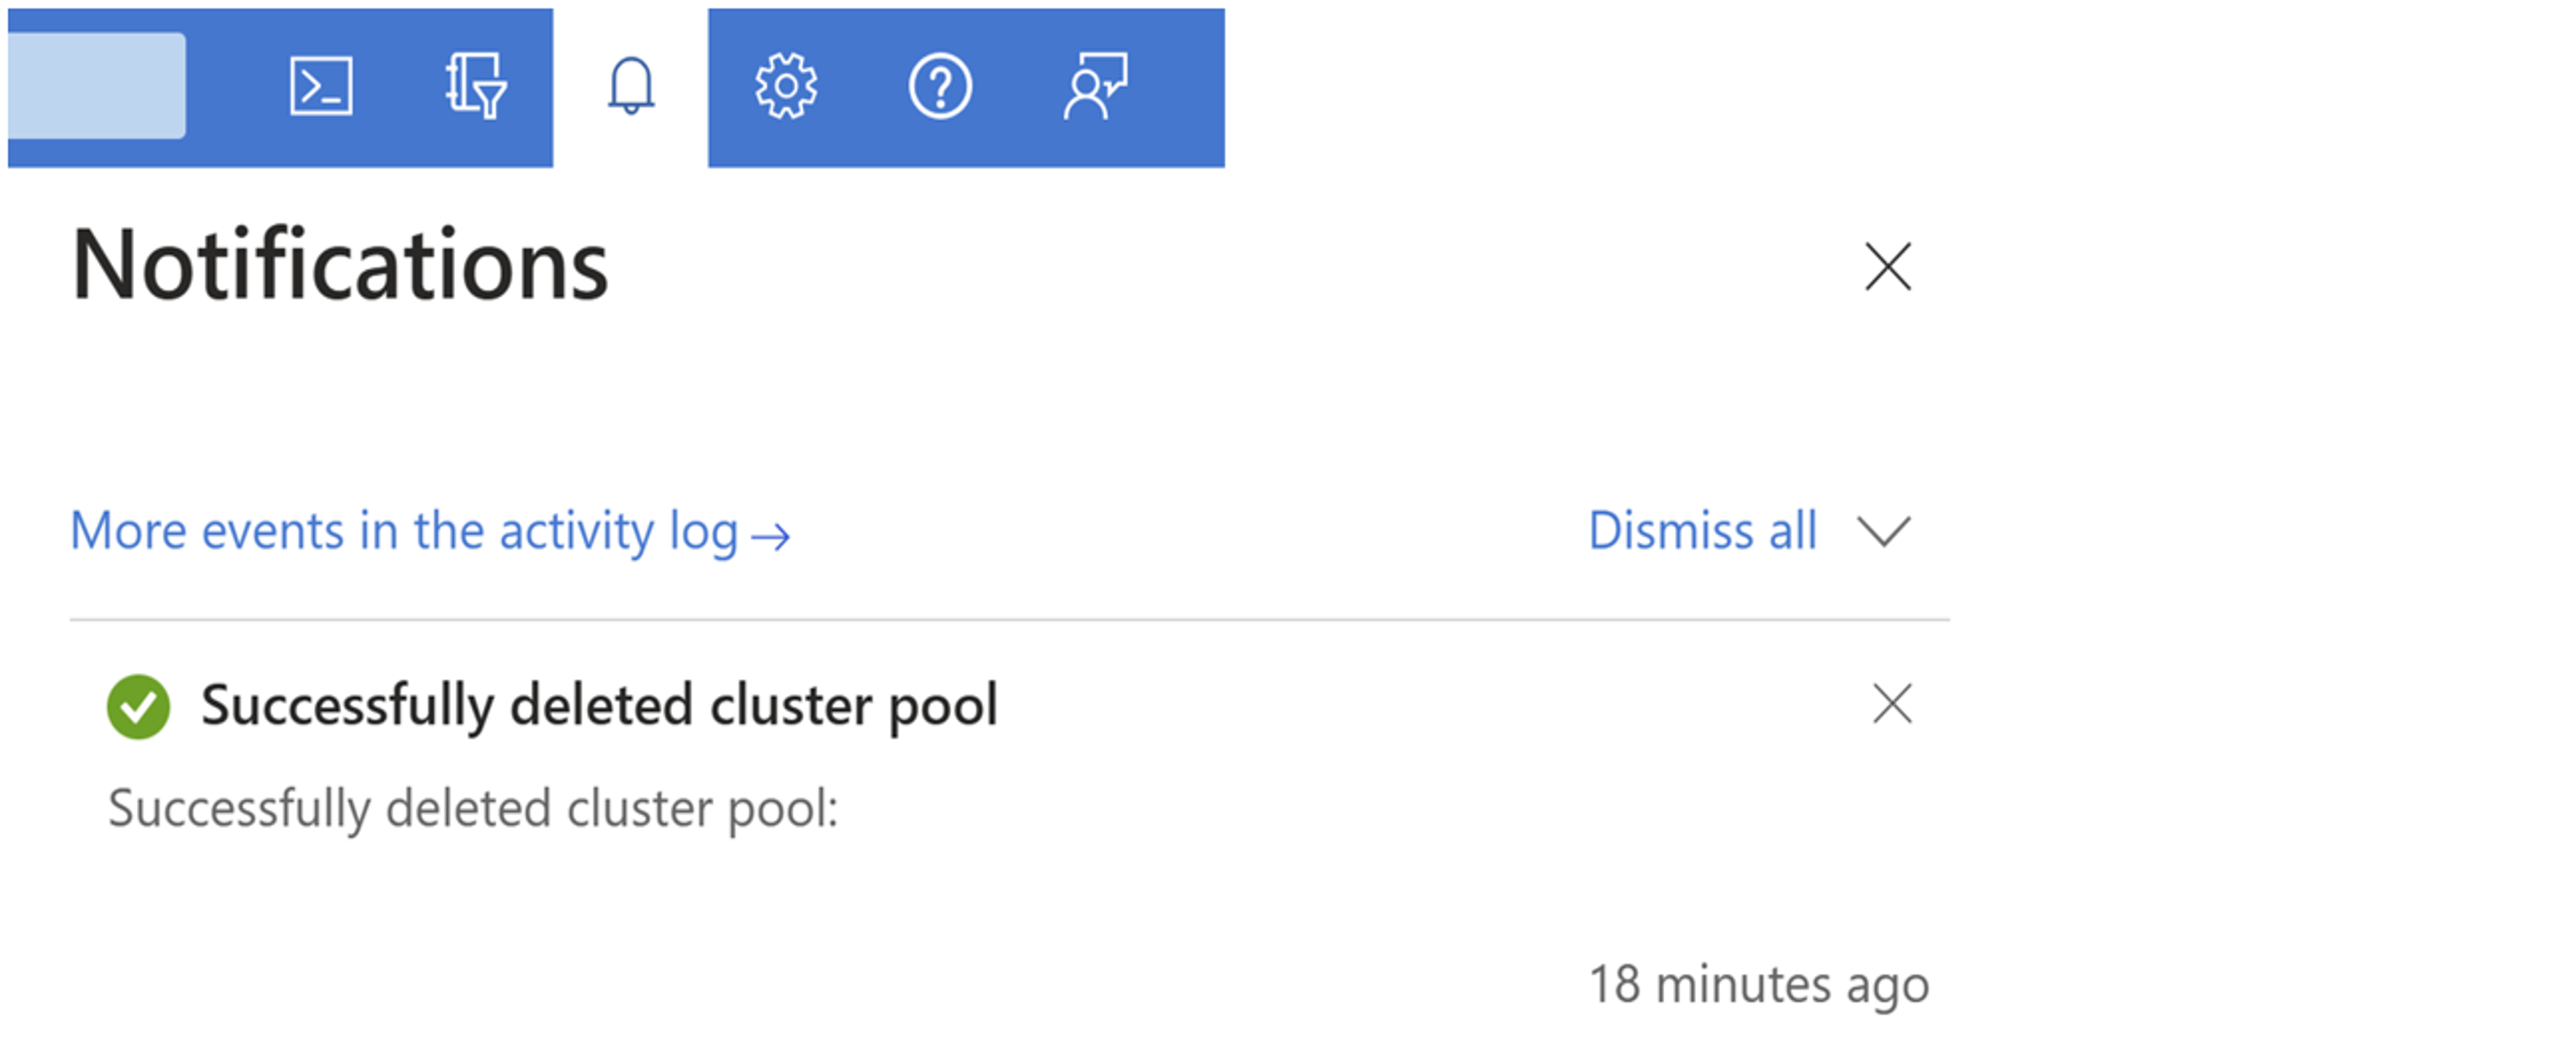 Notifications
More events in the activity log → Dismiss all
Successfully deleted cluster pool
Successfully deleted cluster pool:
18 minutes ago